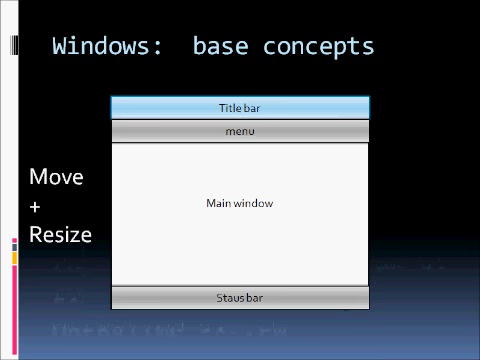 Windows:  base concepts
Title bar
menu
Move
+
Resize
Main window
Staus bar